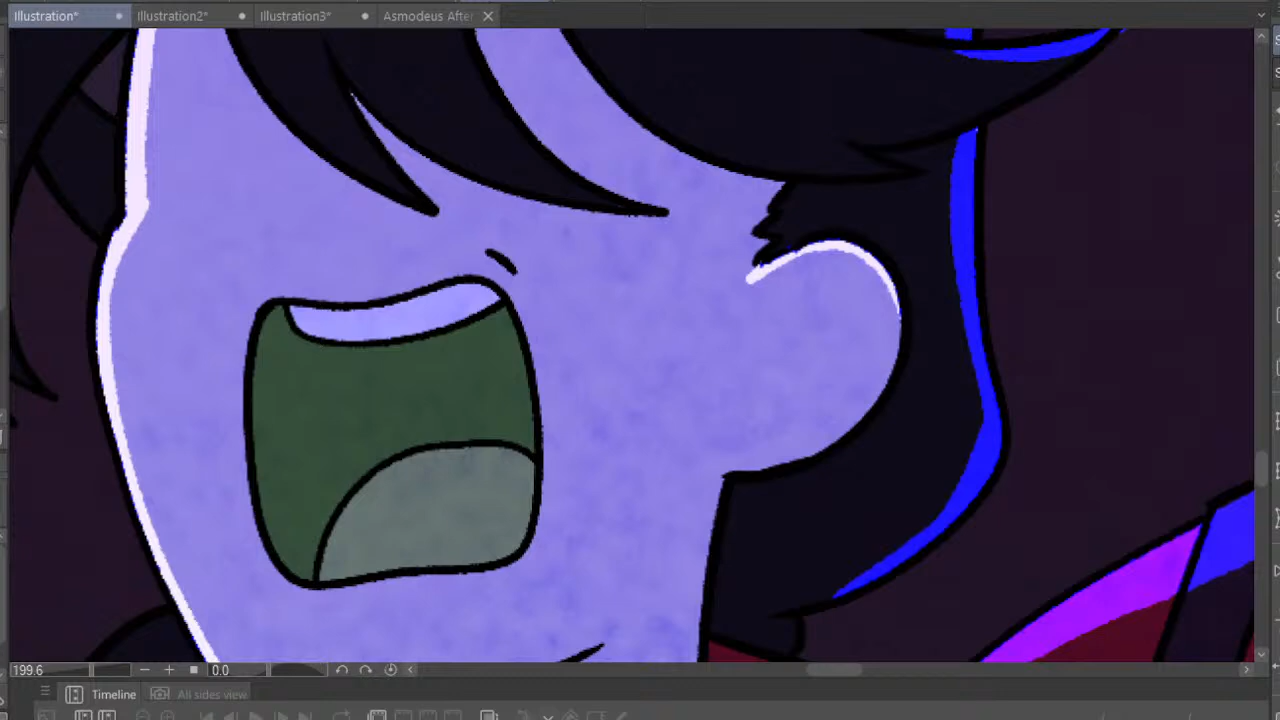 Illustration* Illustration2* Illustration3* Asmodeus After
199.6 0.0
Timeline All sides view